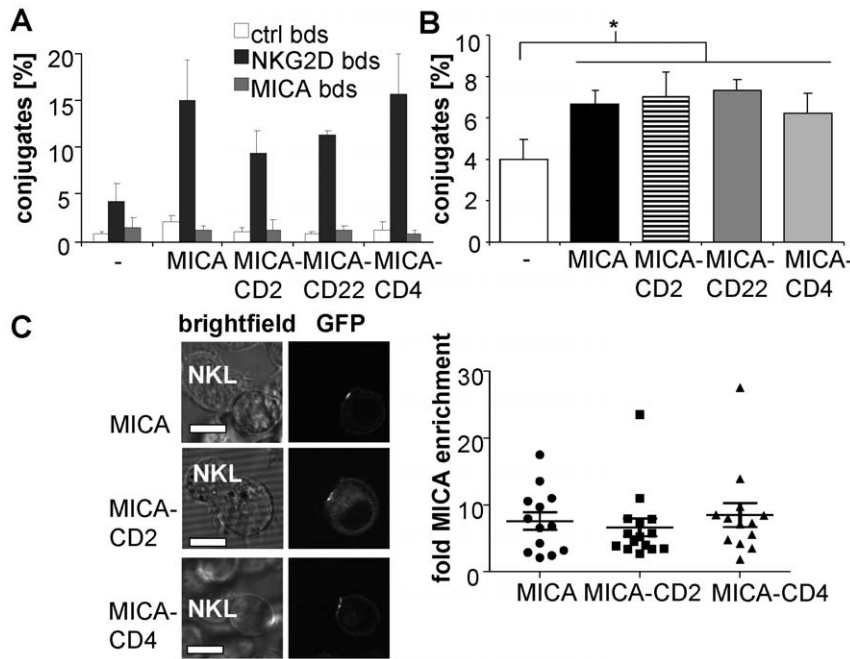 A
conjugates [%]
20
15
10
5
0
ctrl bds
NKG2D bds
MICA bds
- MICA MICA- MICA- MICA-
CD2 CD22 CD4
B
conjugates [%]
10
8
6
4
2
0
*
- MICA MICA- MICA- MICA-
CD2 CD22 CD4
C
brightfield GFP
NKL
MICA
NKL
MICA-
CD2
NKL
MICA-
CD4
fold MICA enrichment
30
20
10
0
MICA MICA-CD2 MICA-CD4